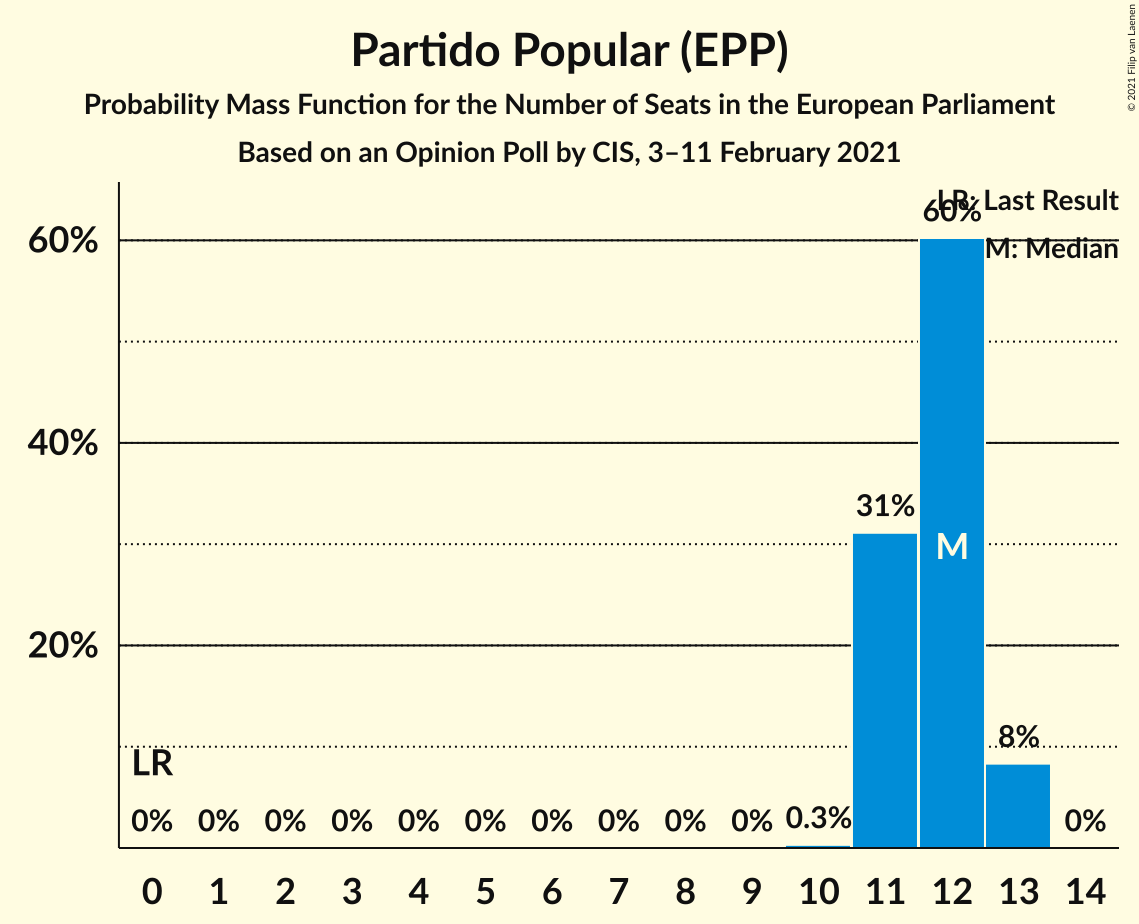 Partido Popular (EPP)
Probability Mass Function for the Number of Seats in the European Parliament
Based on an Opinion Poll by CIS, 3–11 February 2021
© 2021 Filip van Laenen
LR: Last Result
M: Median
60%
40%
20%
60%
31%
M
8%
LR
0% 0% 0% 0% 0% 0% 0% 0% 0% 0% 0.3% 0%
0 1 2 3 4 5 6 7 8 9 10 11 12 13 14